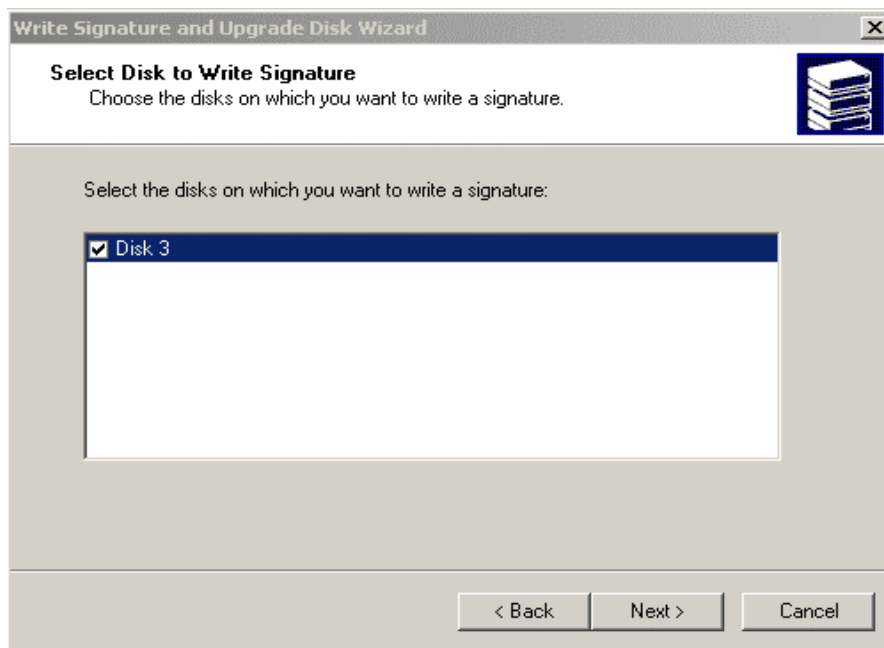 Write Signature and Upgrade Disk Wizard
Select Disk to Write Signature
Choose the disks on which you want to write a signature.
Select the disks on which you want to write a signature:
Disk 3
< Back Next > Cancel